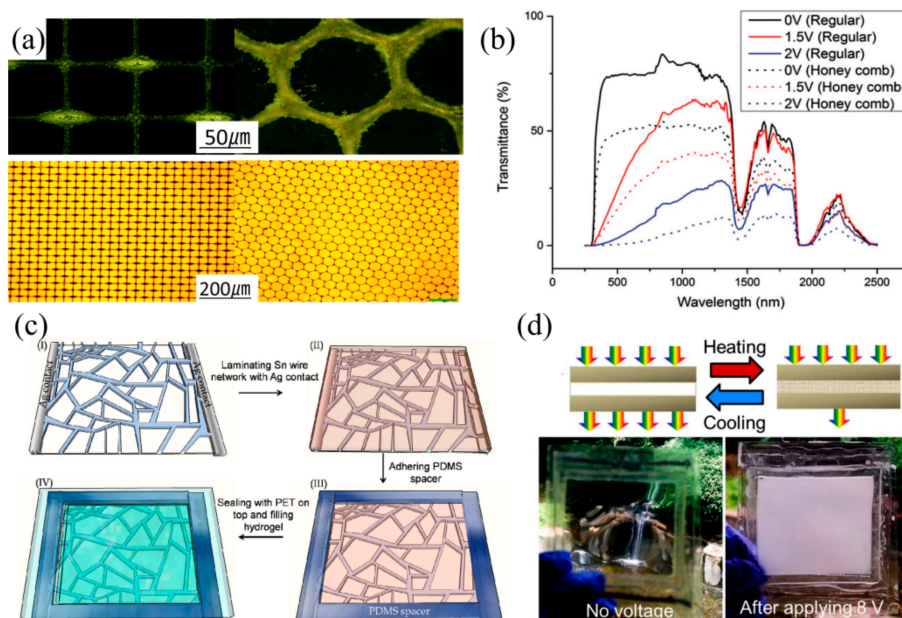 (a)
50μm
200μm
(b)
Transmittance (%)
100
50
0
0V (Regular)
1.5V (Regular)
2V (Regular)
0V (Honey comb)
1.5V (Honey comb)
2V (Honey comb)
0 500 1000 1500 2000 2500
Wavelength (nm)
(c)
(I)
Ag contact
Ag contact
Laminating Sn wire
network with Ag contact
(II)
Adhering PDMS
spacer
(III)
PDMS spacer
Sealing with PET on
top and filling
hydrogel
(IV)
(d)
Heating
Cooling
No voltage
After applying 8 V